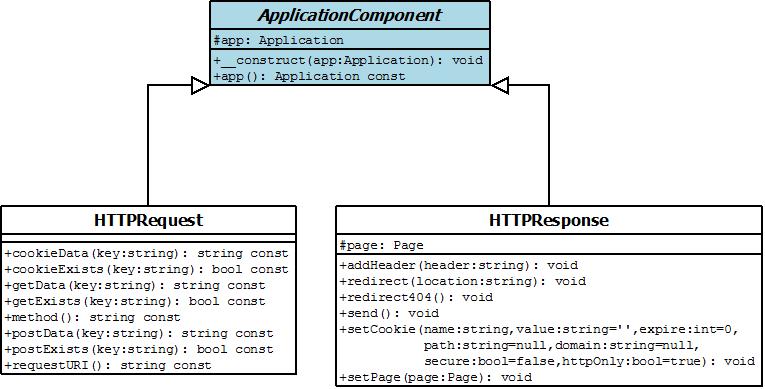 ApplicationComponent
#app: Application
+__construct(app:Application): void
+app(): Application const
HTTPRequest
+cookieData(key:string): string const
+cookieExists(key:string): bool const
+getData(key:string): string const
+getExists(key:string): bool const
+method(): string const
+postData(key:string): string const
+postExists(key:string): bool const
+requestURI(): string const
HTTPResponse
#page: Page
+addHeader(header:string): void
+redirect(location:string): void
+redirect404(): void
+send(): void
+setCookie(name:string,value:string='',expire:int=0,
path:string=null,domain:string=null,
secure:bool=false,httpOnly:bool=true): void
+setPage(page:Page): void